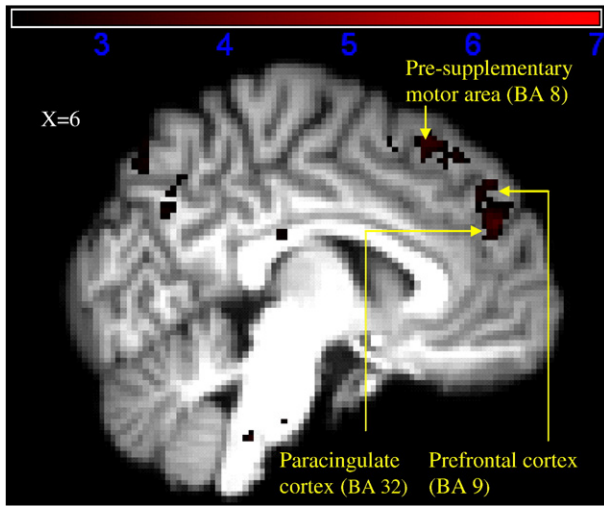 3 4 5 6 7
Pre-supplementary
motor area (BA 8)
X=6
Paracingulate
cortex (BA 32)
Prefrontal cortex
(BA 9)